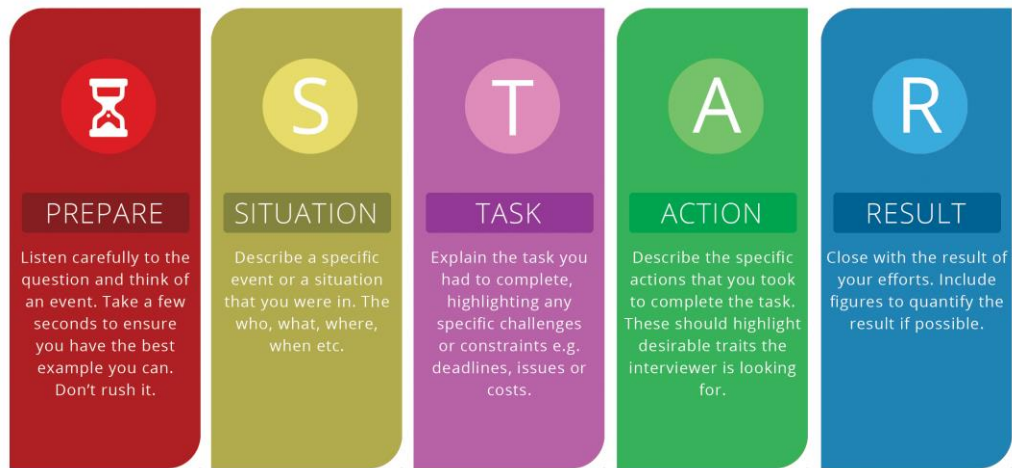 S
T
A
R
PREPARE
Listen carefully to the
question and think of
an event. Take a few
seconds to ensure
you have the best
example you can.
Don't rush it.
SITUATION
Describe a specific
event or a situation
that you were in. The
who, what, where,
when etc.
TASK
Explain the task you
had to complete,
highlighting any
specific challenges
or constraints e.g.
deadlines, issues or
costs.
ACTION
Describe the specific
actions that you toook
to complete the task.
These should highlight
desirable traits the
interviewer is looking
for.
RESULT
Close with the result of
your efforts. Include
figures to quantify the
result if possible.